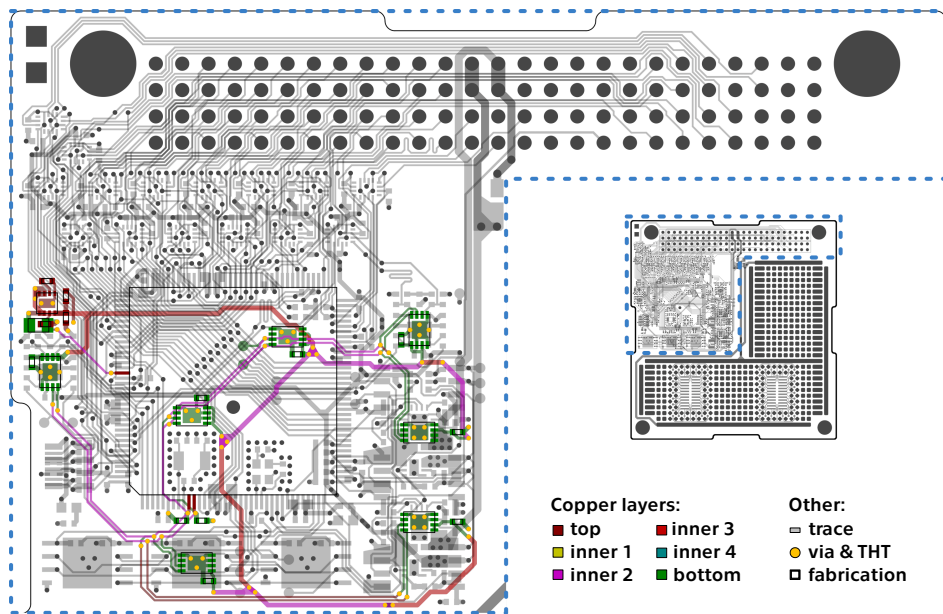 Copper layers:
Other:
top
inner 3
trace
inner 1
inner 4
via & THT
inner 2
bottom
fabrication